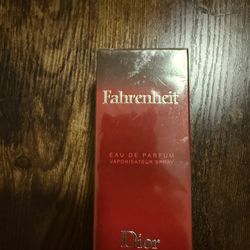 Fahrenheit
EAU DE PARFUM
VAPORISATEUR SPRAY
Dior